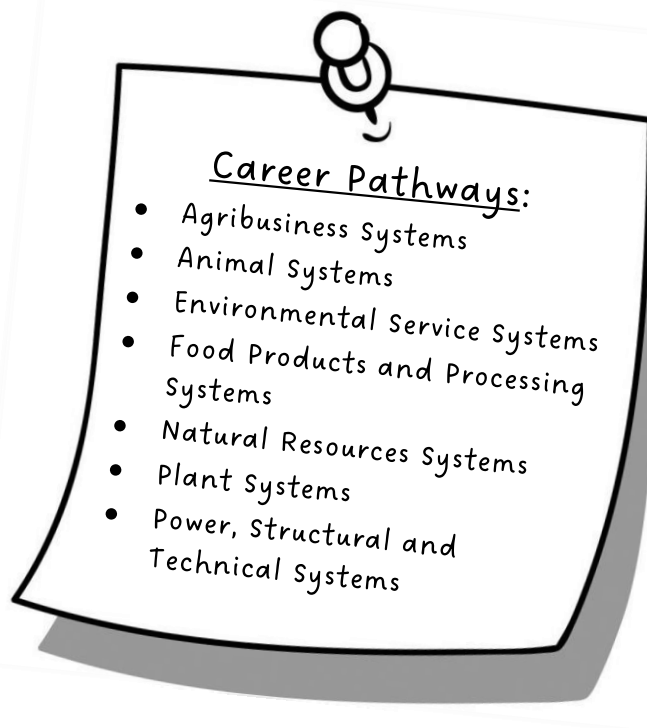 Career Pathways:
• Agribusiness Systems
• Animal Systems
• Environmental Service Systems
• Food Products and Processing
Systems
• Natural Resources Systems
• Plant Systems
• Power, Structural and
Technical Systems